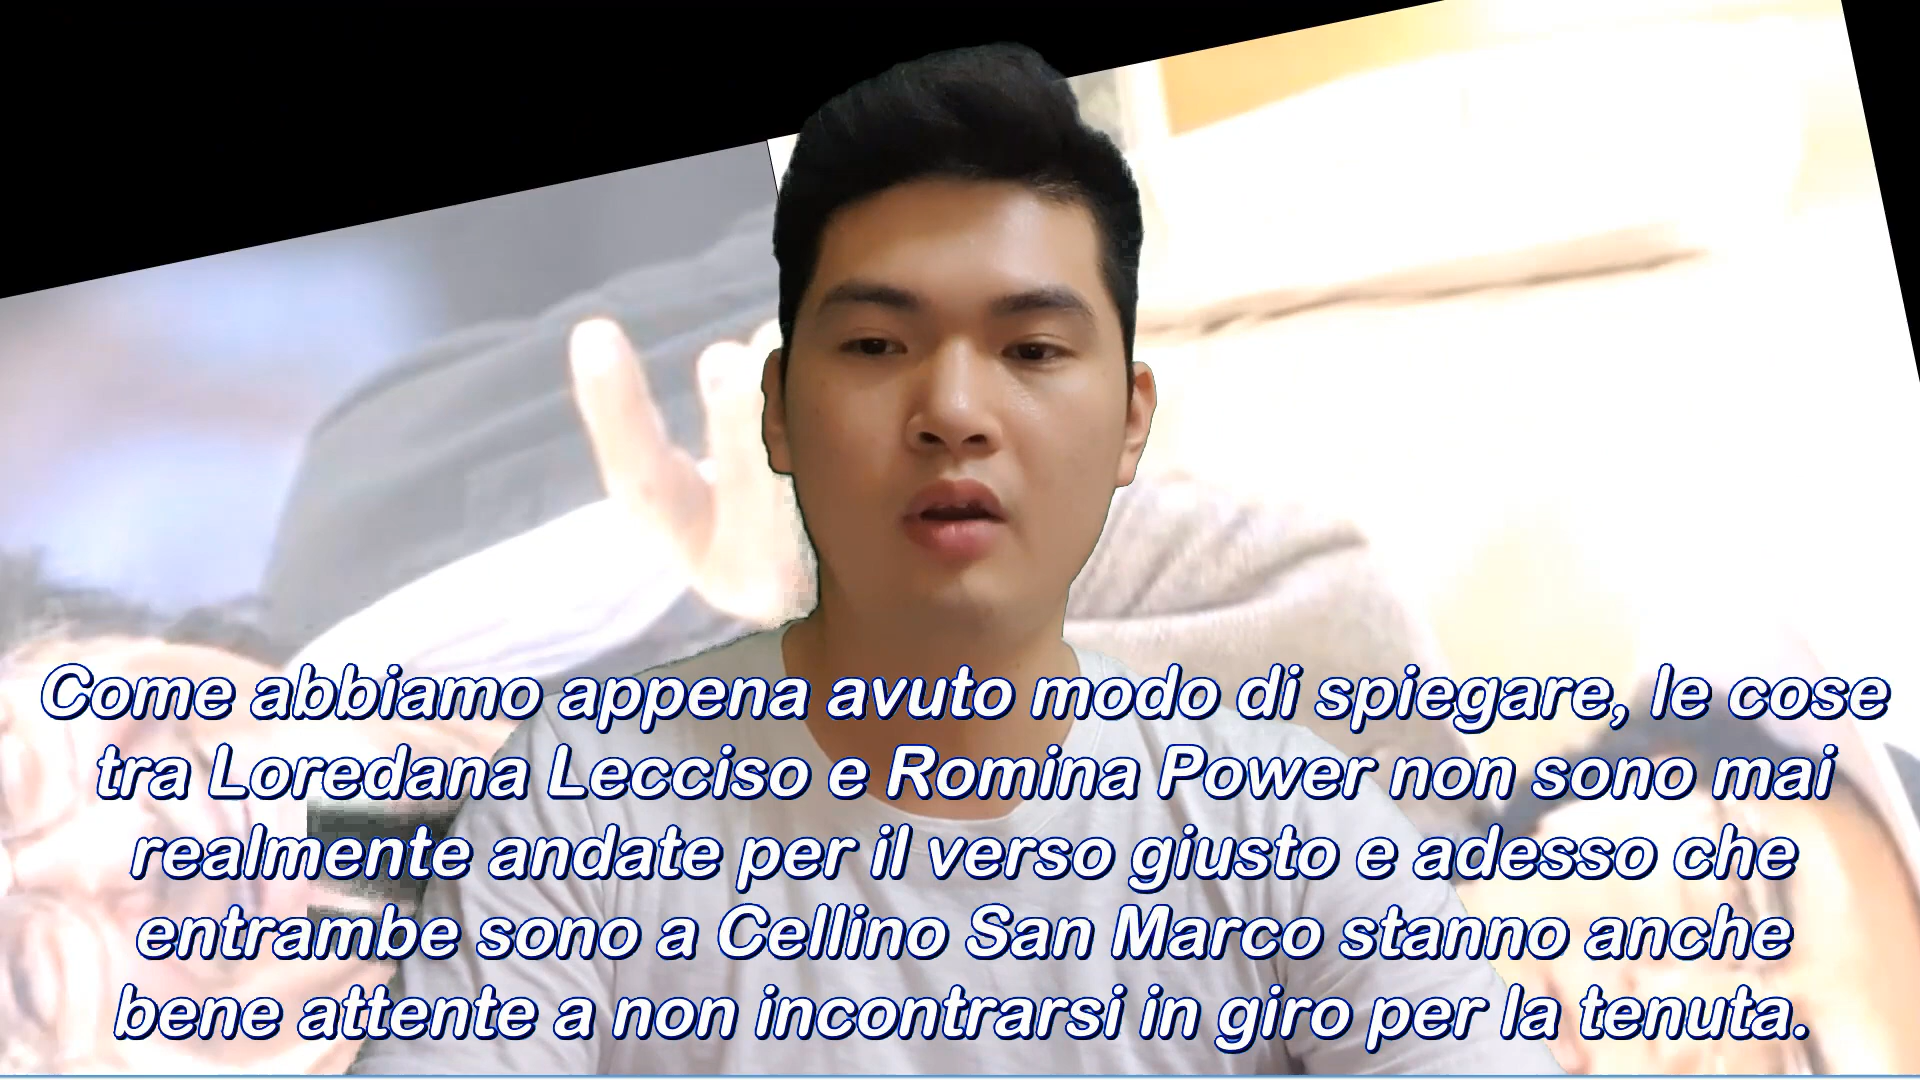 Come abbiamo appena avuto modo di spiegare, le cose
tra Loredana Lecciso e Romina Power non sono mai
realmente andate per il verso giusto e adesso che
entrambe sono a Cellino San Marco stanno anche
bene attente a non incontrarsi in giro per la tenuta.